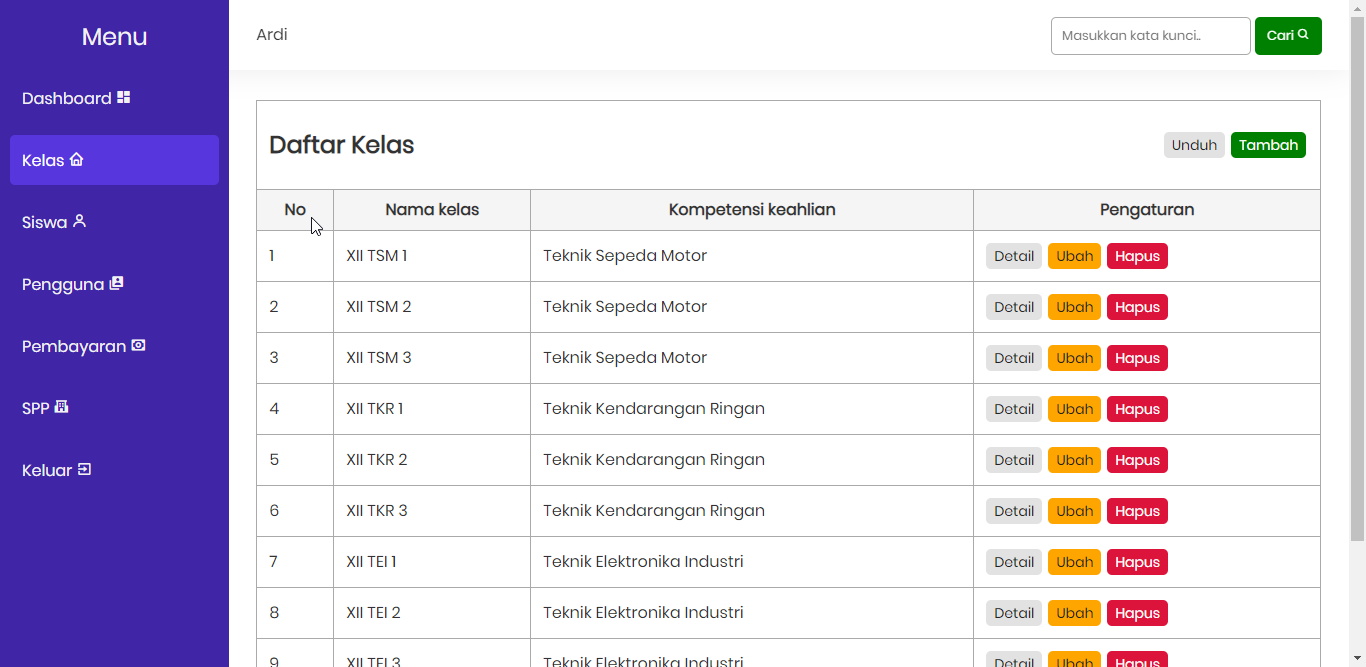 Menu
Dashboard
Kelas
Siswa
Pengguna
Pembayaran
SPP
Keluar
Ardi
Masukkan kata kunci..
Cari
Daftar Kelas
Unduh Tambah
No Nama kelas Kompetensi keahlian Pengaturan
1 XII TSM 1 Teknik Sepeda Motor Detail Ubah Hapus
2 XII TSM 2 Teknik Sepeda Motor Detail Ubah Hapus
3 XII TSM 3 Teknik Sepeda Motor Detail Ubah Hapus
4 XII TKR 1 Teknik Kendarangan Ringan Detail Ubah Hapus
5 XII TKR 2 Teknik Kendarangan Ringan Detail Ubah Hapus
6 XII TKR 3 Teknik Kendarangan Ringan Detail Ubah Hapus
7 XII TEI 1 Teknik Elektronika Industri Detail Ubah Hapus
8 XII TEI 2 Teknik Elektronika Industri Detail Ubah Hapus
9 XII TEI 3 Teknik Elektronika Industri Detail Ubah Hapus